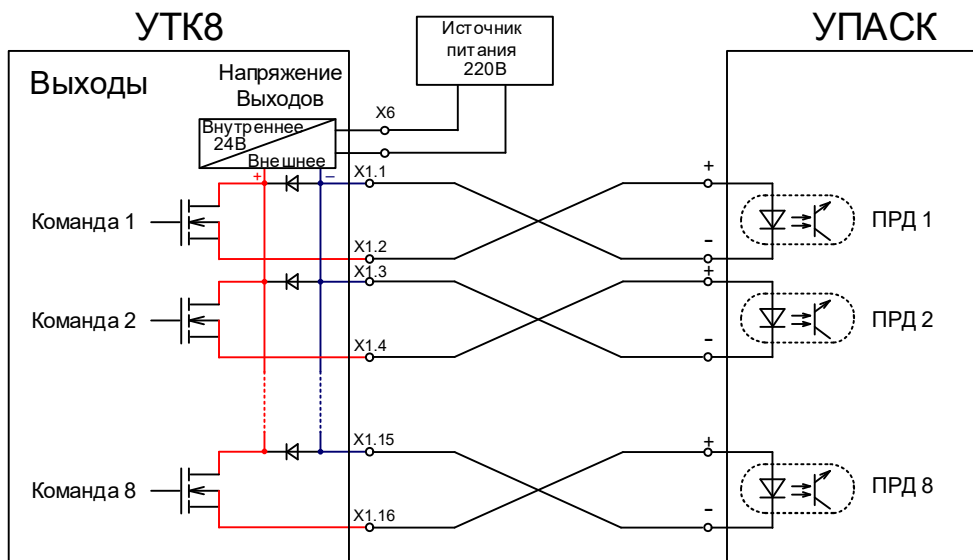 УТК8
Источник
питания
220В
УПАСК
Выходы
Напряжение
Выходов
Внутреннее
24В
Внешнее
X6
+
–
X1.1
+
Команда 1
ПРД 1
X1.2
-
X1.3
+
Команда 2
ПРД 2
X1.4
-
X1.15
+
Команда 8
ПРД 8
X1.16
-